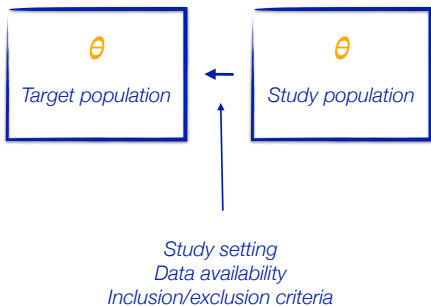 θ
Target population
θ
Study population
Study setting
Data availability
Inclusion/exclusion criteria